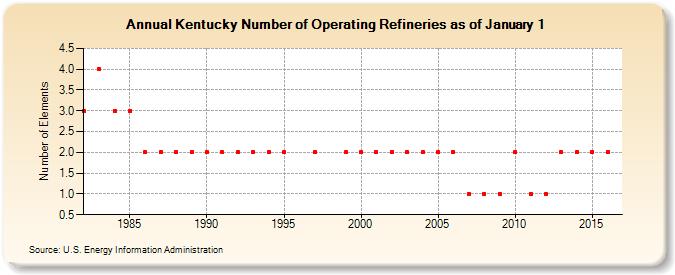 Annual Kentucky Number of Operating Refineries as of January 1
Number of Elements
4.5
4.0
3.5
3.0
2.5
2.0
1.5
1.0
0.5
1985 1990 1995 2000 2005 2010 2015
Source: U.S. Energy Information Administration